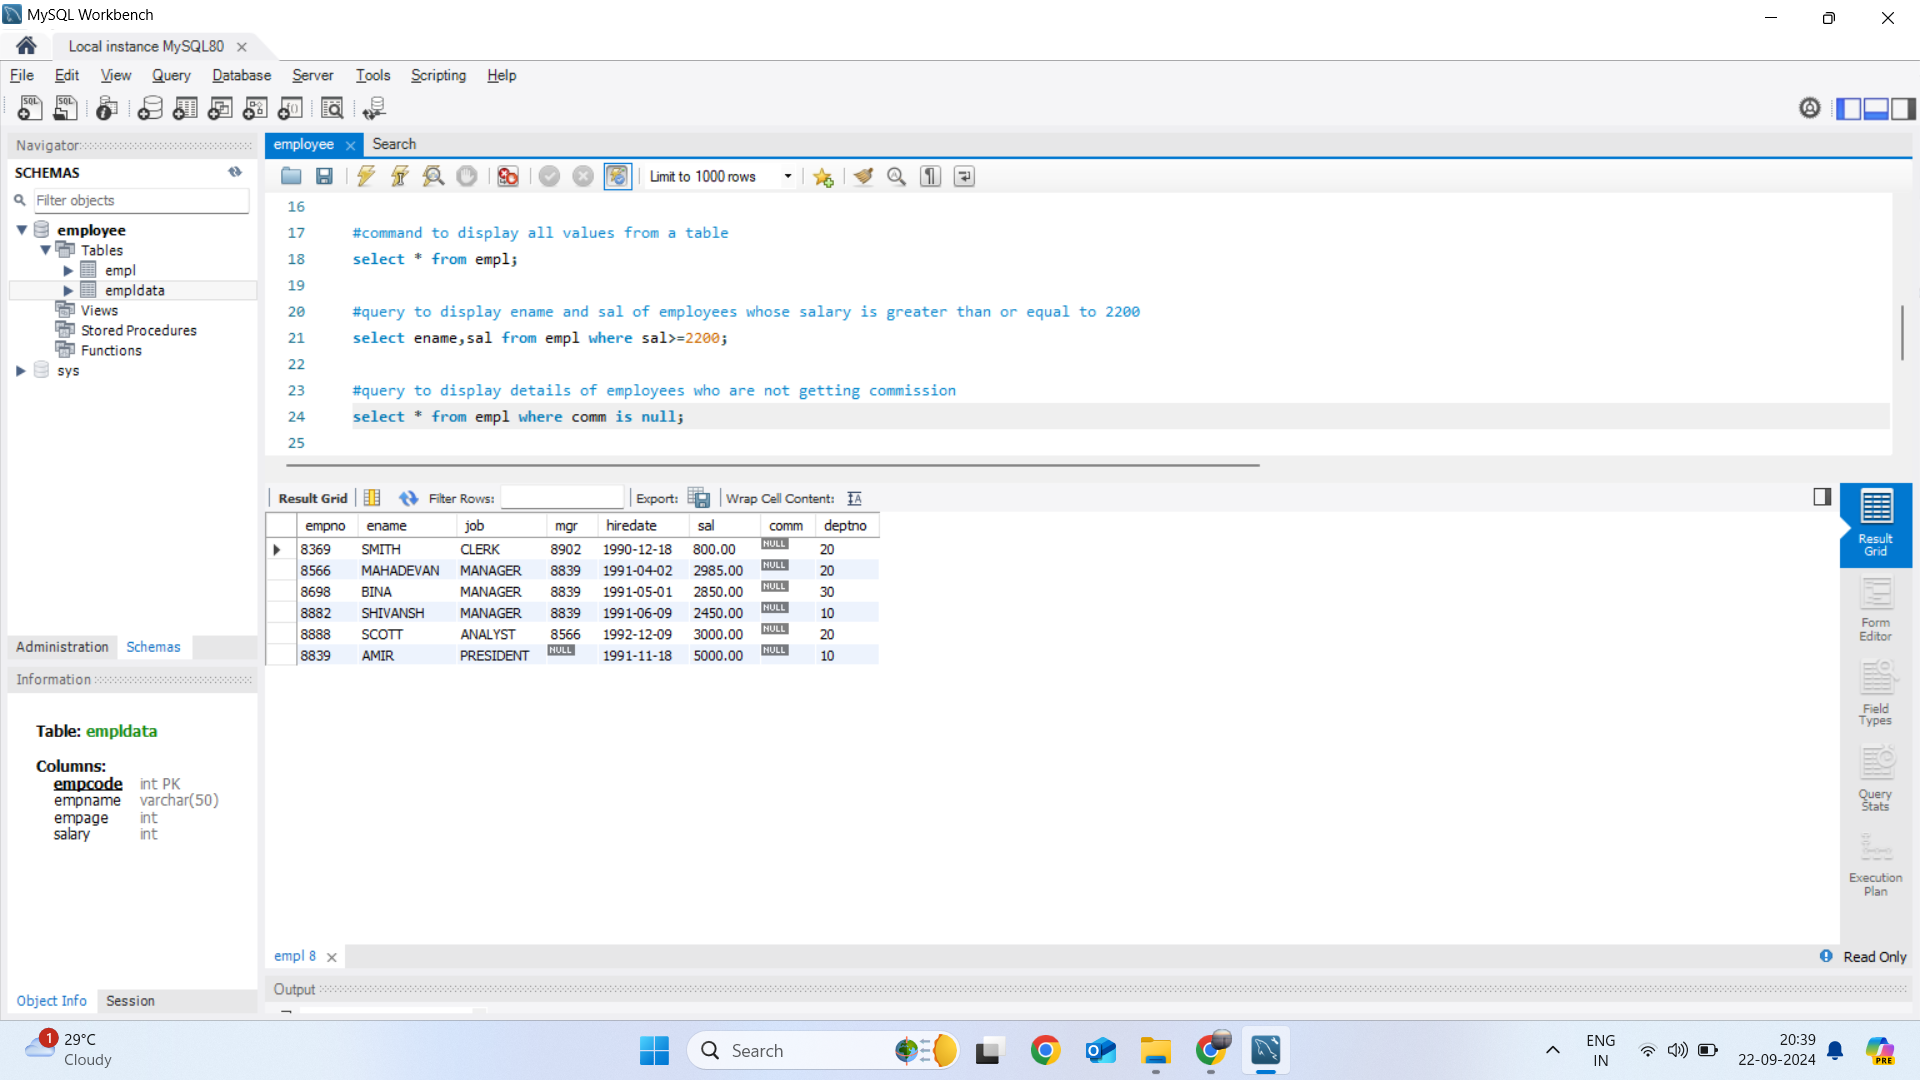 MySQL Workbench
Local instance MySQL80
File Edit View Query Database Server Tools Scripting Help
Navigator
SCHEMAS
Filter objects
employee
Tables
empl
empldata
Views
Stored Procedures
Functions
sys
Administration Schemas
Information
Table: empldata
Columns:
empcode int PK
empname varchar(50)
empage int
salary int
Object Info Session
employee Search
Limit to 1000 rows
16
17 #command to display all values from a table
18 select * from empl;
19
20 #query to display ename and sal of employees whose salary is greater than or equal to 2200
21 select ename,sal from empl where sal>=2200;
22
23 #query to display details of employees who are not getting commission
24 select * from empl where comm is null;
25
Result Grid Filter Rows: Export: Wrap Cell Content:
empno ename job mgr hiredate sal comm deptno
8369 SMITH CLERK 8902 1990-12-18 800.00 NULL 20
8566 MAHADEVAN MANAGER 8839 1991-04-02 2985.00 NULL 20
8698 BINA MANAGER 8839 1991-05-01 2850.00 NULL 30
8882 SHIVANSH MANAGER 8839 1991-06-09 2450.00 NULL 10
8888 SCOTT ANALYST 8566 1992-12-09 3000.00 NULL 20
8839 AMIR PRESIDENT NULL 1991-11-18 5000.00 NULL 10
Result
Grid
Form
Editor
Field
Types
Query
Stats
Execution
Plan
empl 8
Read Only
Output
1
29°C
Cloudy
Search
ENG
IN
20:39
22-09-2024
PRE